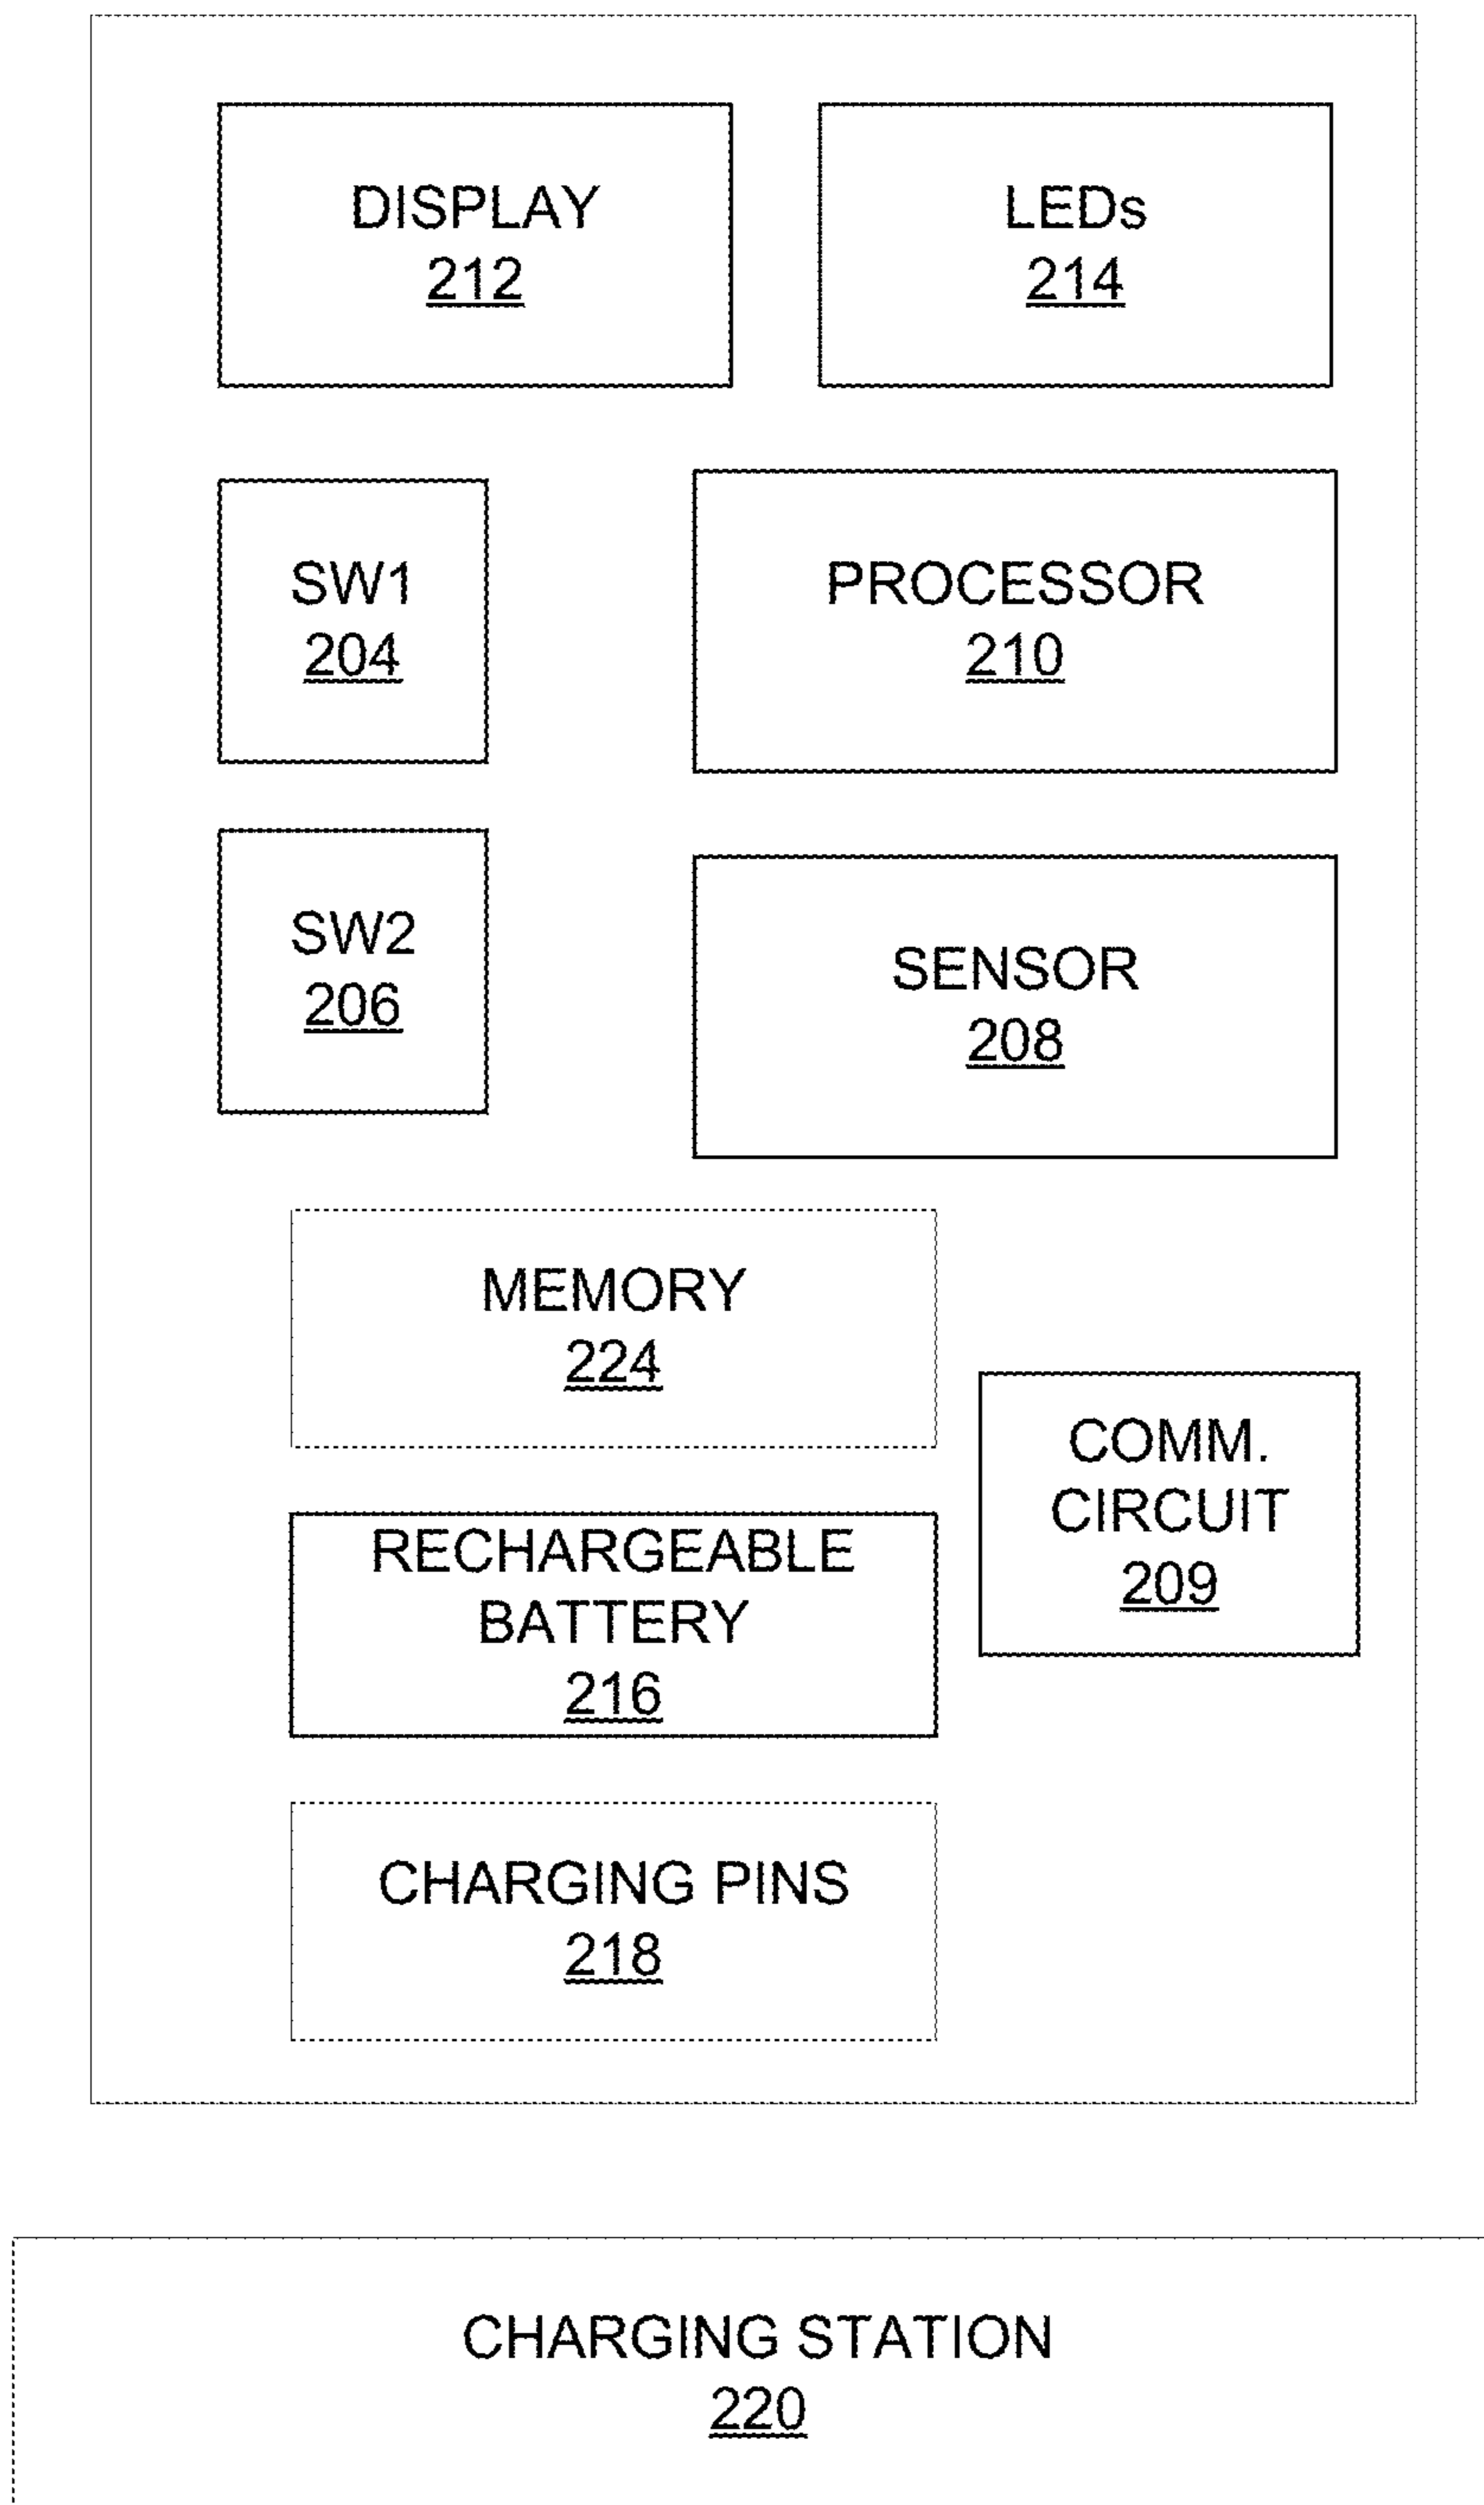 DISPLAY
212
LEDs
214
SW1
204
PROCESSOR
210
SW2
206
SENSOR
208
MEMORY
224
COMM.
CIRCUIT
209
RECHARGEABLE
BATTERY
216
CHARGING PINS
218
CHARGING STATION
220